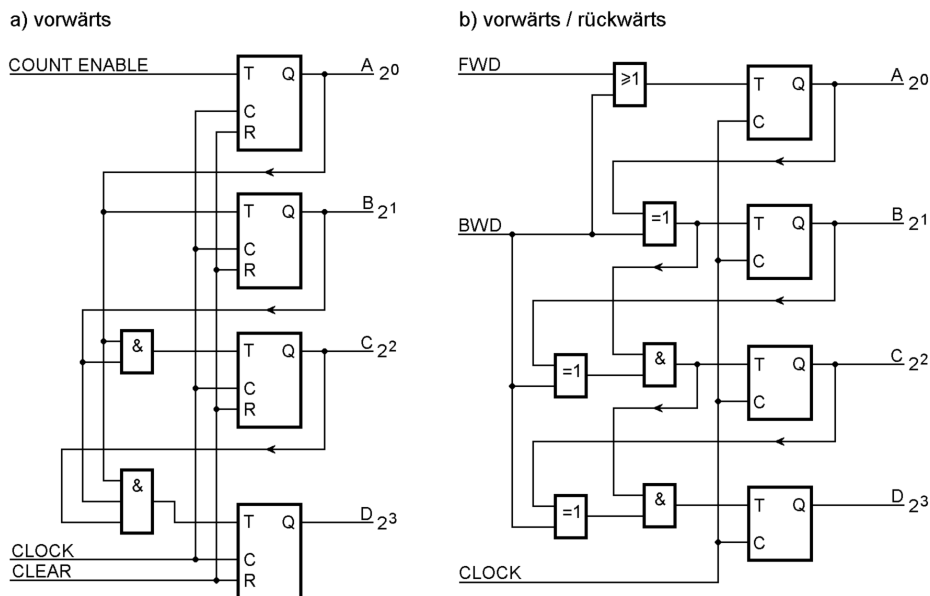 a) vorwärts
COUNT ENABLE
T Q
C
R
A 2⁰
T Q
C
R
B 2¹
&
T Q
C
R
C 2²
&
T Q
C
R
D 2³
CLOCK
CLEAR
b) vorwärts / rückwärts
FWD
≥1
T Q
C
A 2⁰
BWD
=1
T Q
C
B 2¹
=1
&
T Q
C
C 2²
=1
&
T Q
C
D 2³
CLOCK